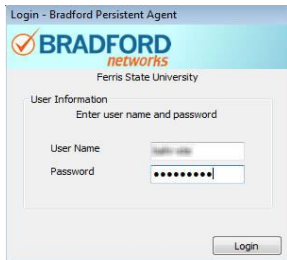 Login - Bradford Persistent Agent
BRADFORD
networks
Ferris State University
User Information
Enter user name and password
User Name
Password
Login